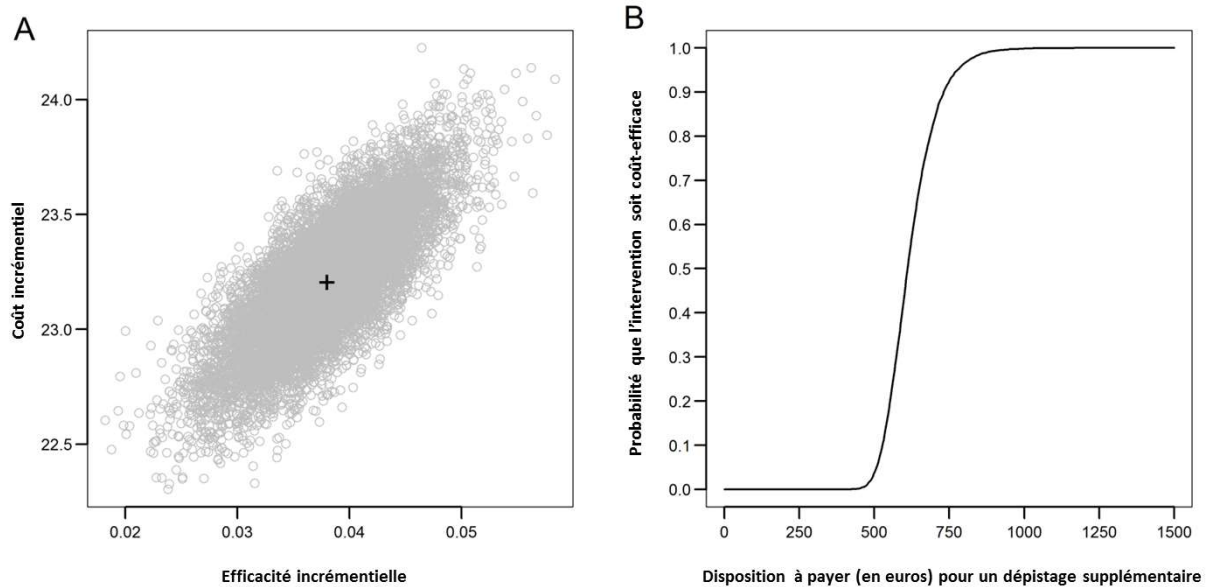 A
Coût incrémentiel
24.0
23.5
23.0
22.5
0.02 0.03 0.04 0.05
Efficacité incrémentielle
B
Probabilité que l'intervention soit coût-efficace
1.0
0.9
0.8
0.7
0.6
0.5
0.4
0.3
0.2
0.1
0.0
0 250 500 750 1000 1250 1500
Disposition à payer (en euros) pour un dépistage supplémentaire